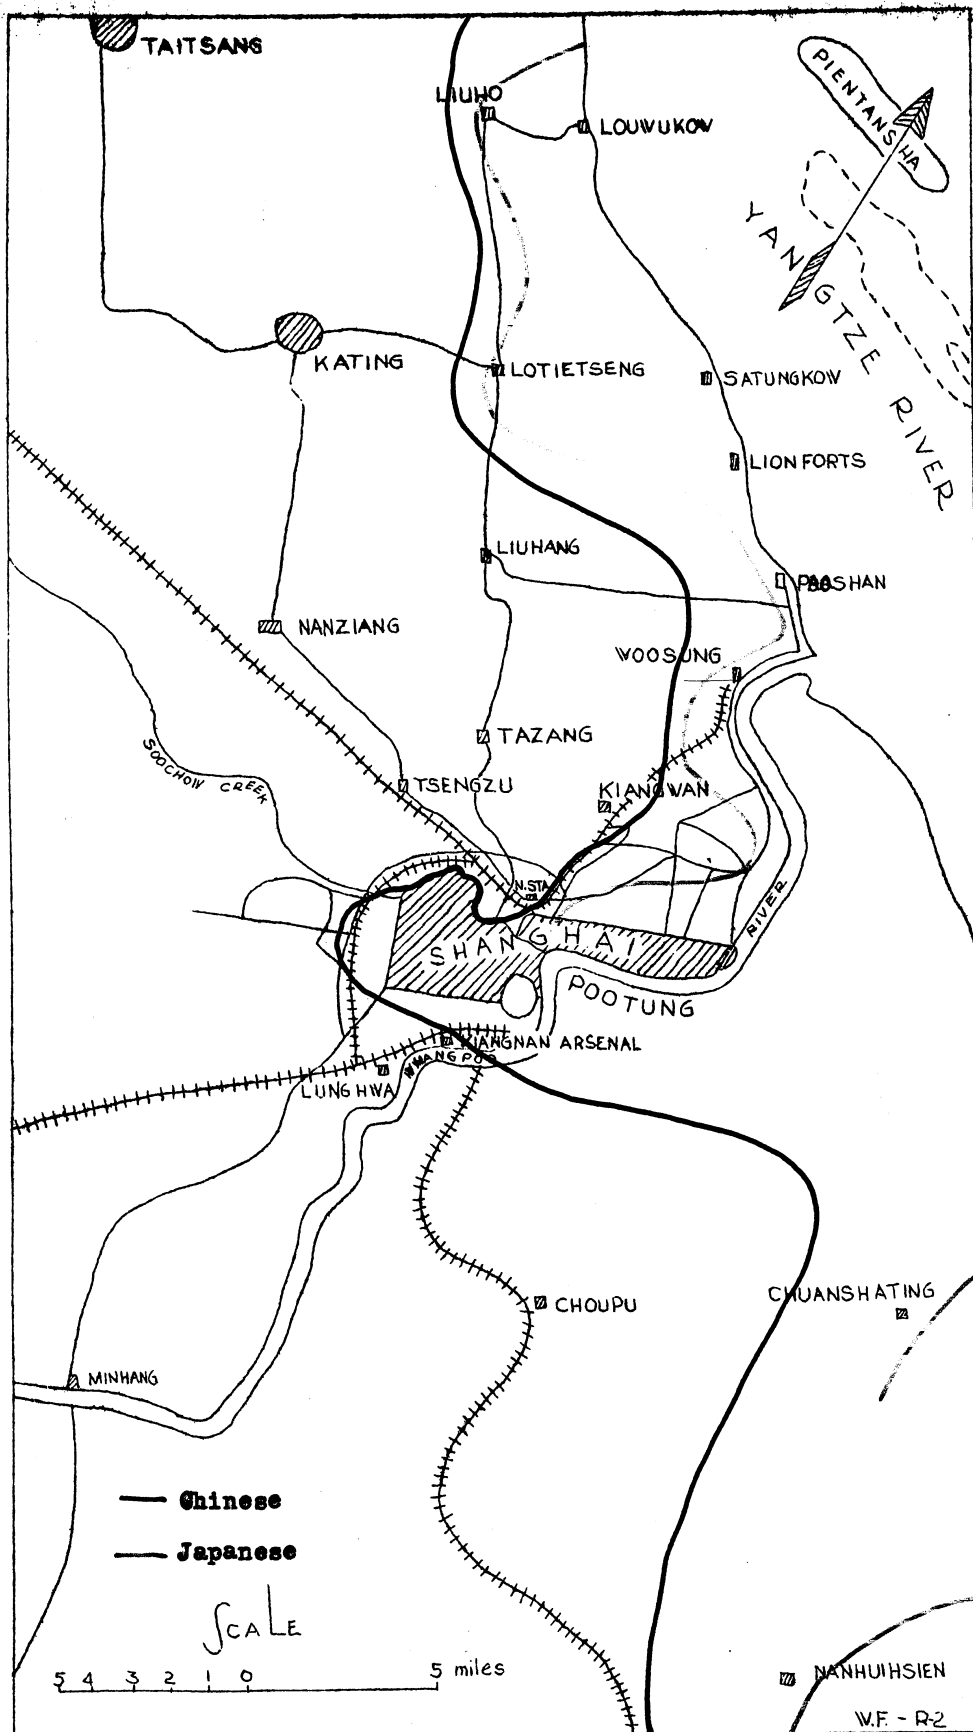 TAITSANG
LIUHO
LOUWUKOW
PIENTANSHA
YANGTZE RIVER
KATING
LOTIETSENG
SATUNGKOW
LION FORTS
LIUHANG
PAOSHAN
NANZIANG
WOOSUNG
TAZANG
SOOCHOW CREEK
TSENGZU
KIANGWAN
N.STA.
SHANGHAI
RIVER
POOTUNG
KIANGNAN ARSENAL
WHANGPOO
LUNGHWA
CHOUPU
CHUANSHATING
MINHANG
Chinese
Japanese
SCALE
5 4 3 2 1 0 5 miles
NANHUIHSIEN
W.F. - R-2